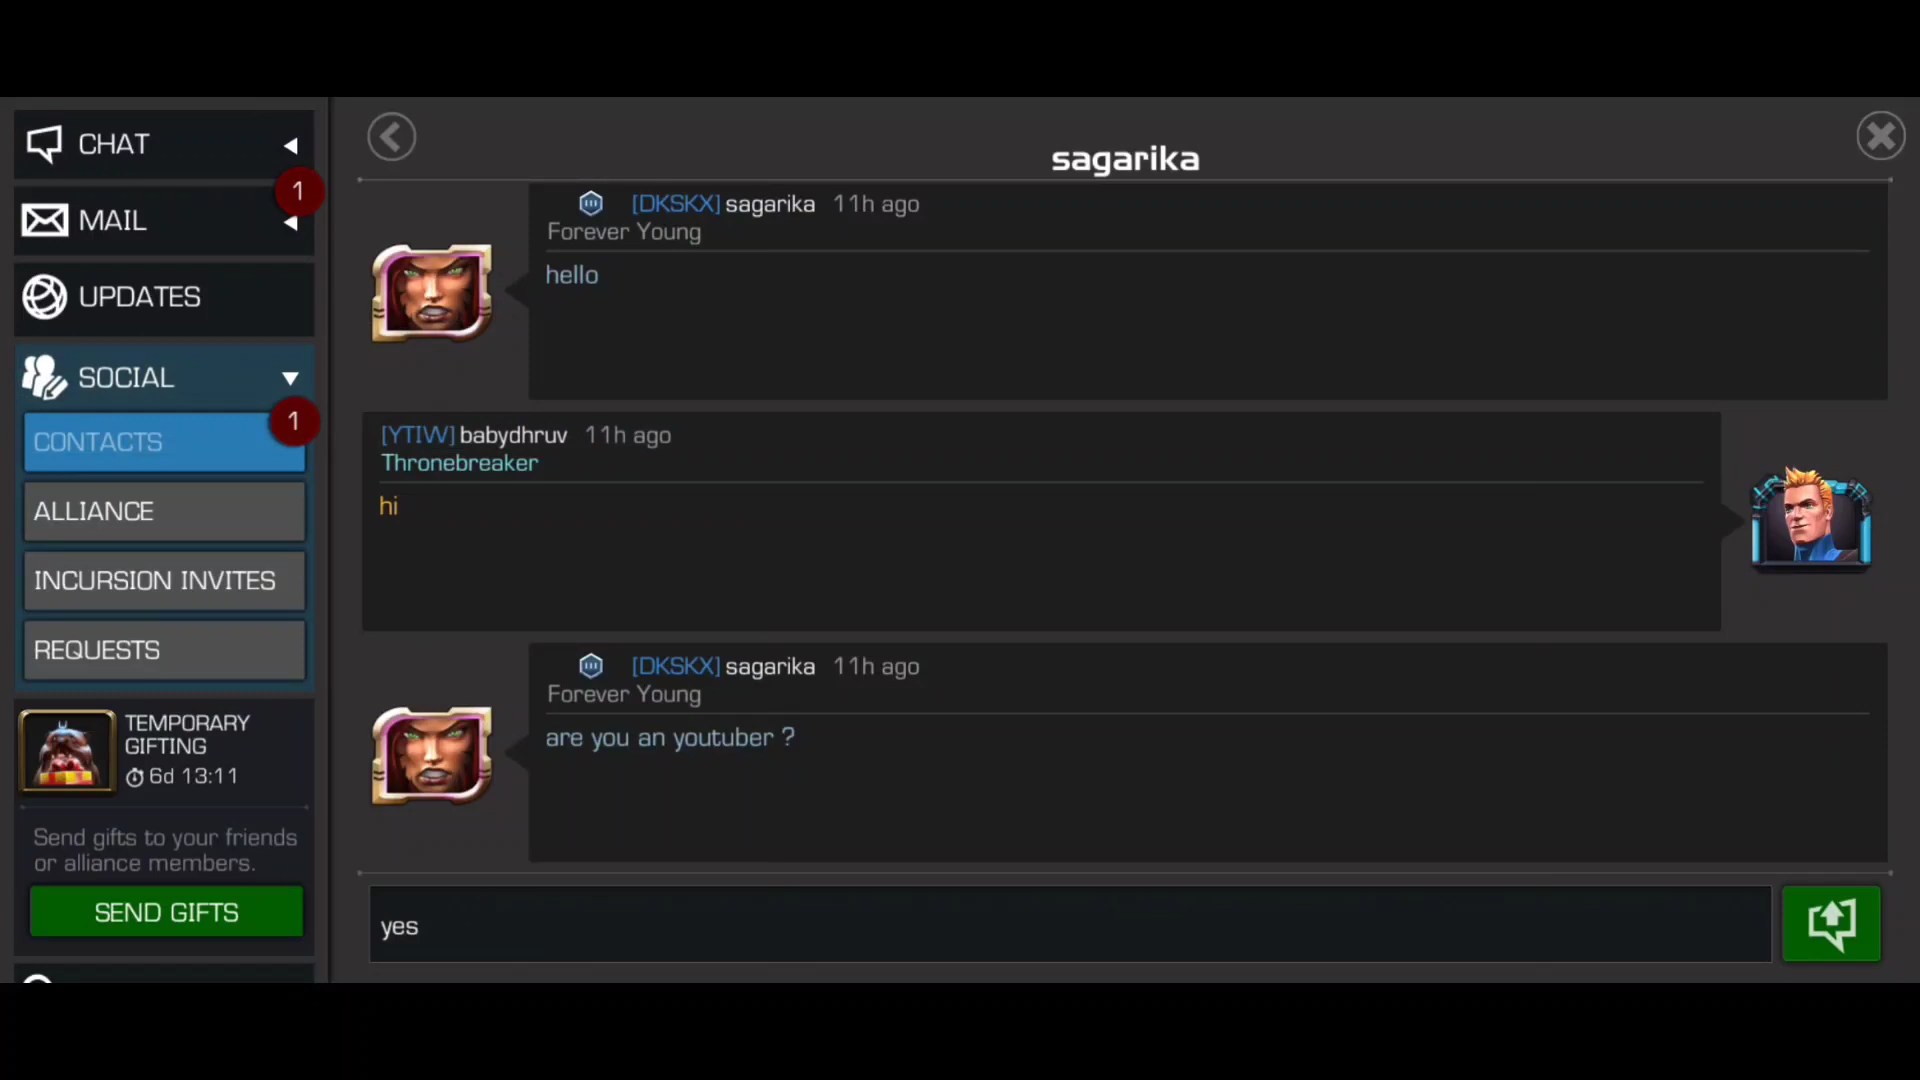 CHAT
1
MAIL
UPDATES
SOCIAL
1
CONTACTS
ALLIANCE
INCURSION INVITES
REQUESTS
TEMPORARY
GIFTING
6d 13:11
Send gifts to your friends
or alliance members.
SEND GIFTS
sagarika
[DKSKX] sagarika 11h ago
Forever Young
hello
[YTIW] babydhruv 11h ago
Thronebreaker
hi
[DKSKX] sagarika 11h ago
Forever Young
are you an youtuber ?
yes